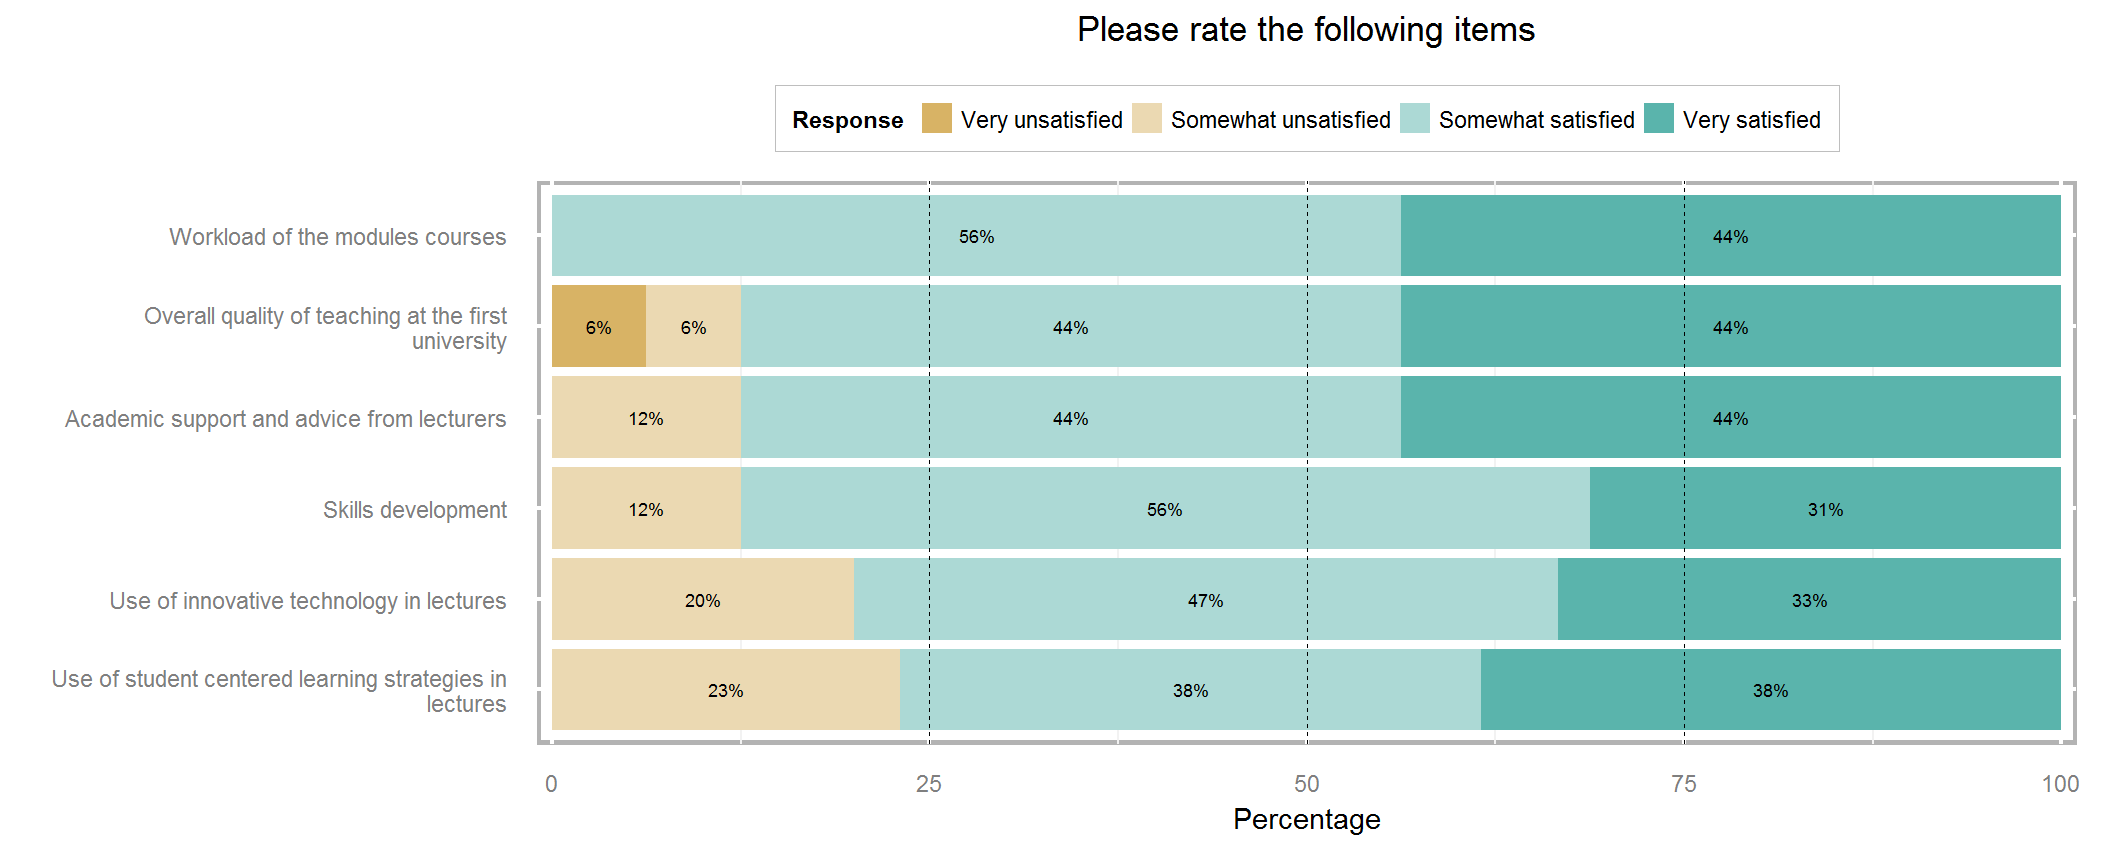 Please rate the following items
Response Very unsatisfied Somewhat unsatisfied Somewhat satisfied Very satisfied
Workload of the modules courses 56% 44%
Overall quality of teaching at the first
university
6% 6% 44% 44%
Academic support and advice from lecturers 12% 44% 44%
Skills development 12% 56% 31%
Use of innovative technology in lectures 20% 47% 33%
Use of student centered learning strategies in
lectures
23% 38% 38%
0 25 50 75 100
Percentage